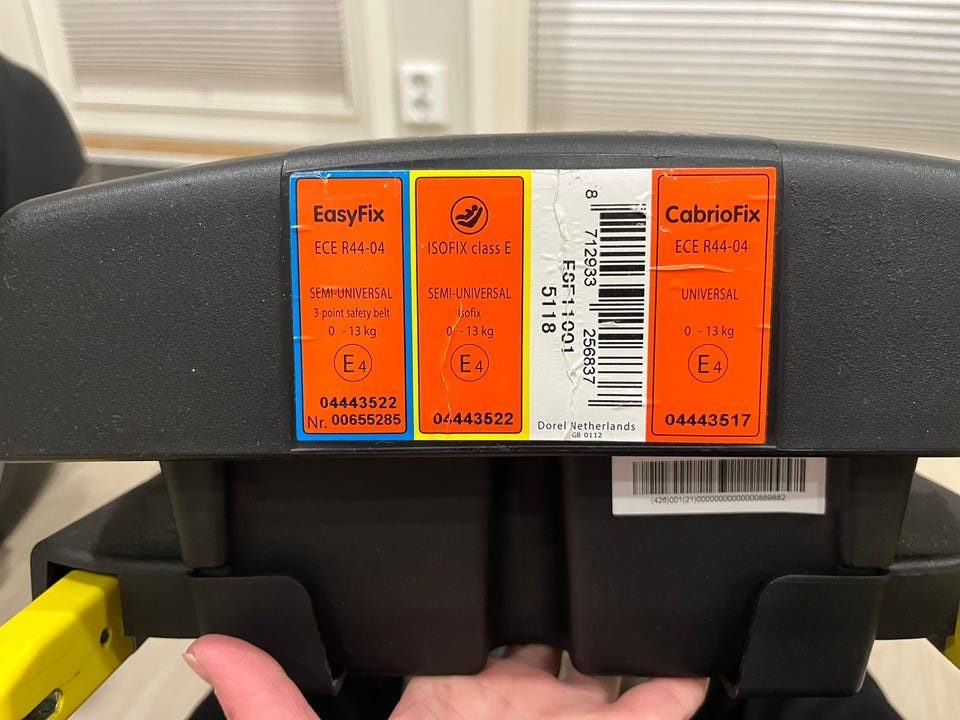 EasyFix
ECE R44-04
SEMI-UNIVERSAL
3-point safety belt
0 - 13 kg
E4
04443522
Nr. 00655285
ISOFIX class E
SEMI-UNIVERSAL
Isofix
0 - 13 kg
E4
04443522
8 712933 256837
5118
Dorel Netherlands
GB 0112
CabrioFix
ECE R44-04
UNIVERSAL
0 - 13 kg
E4
04443517